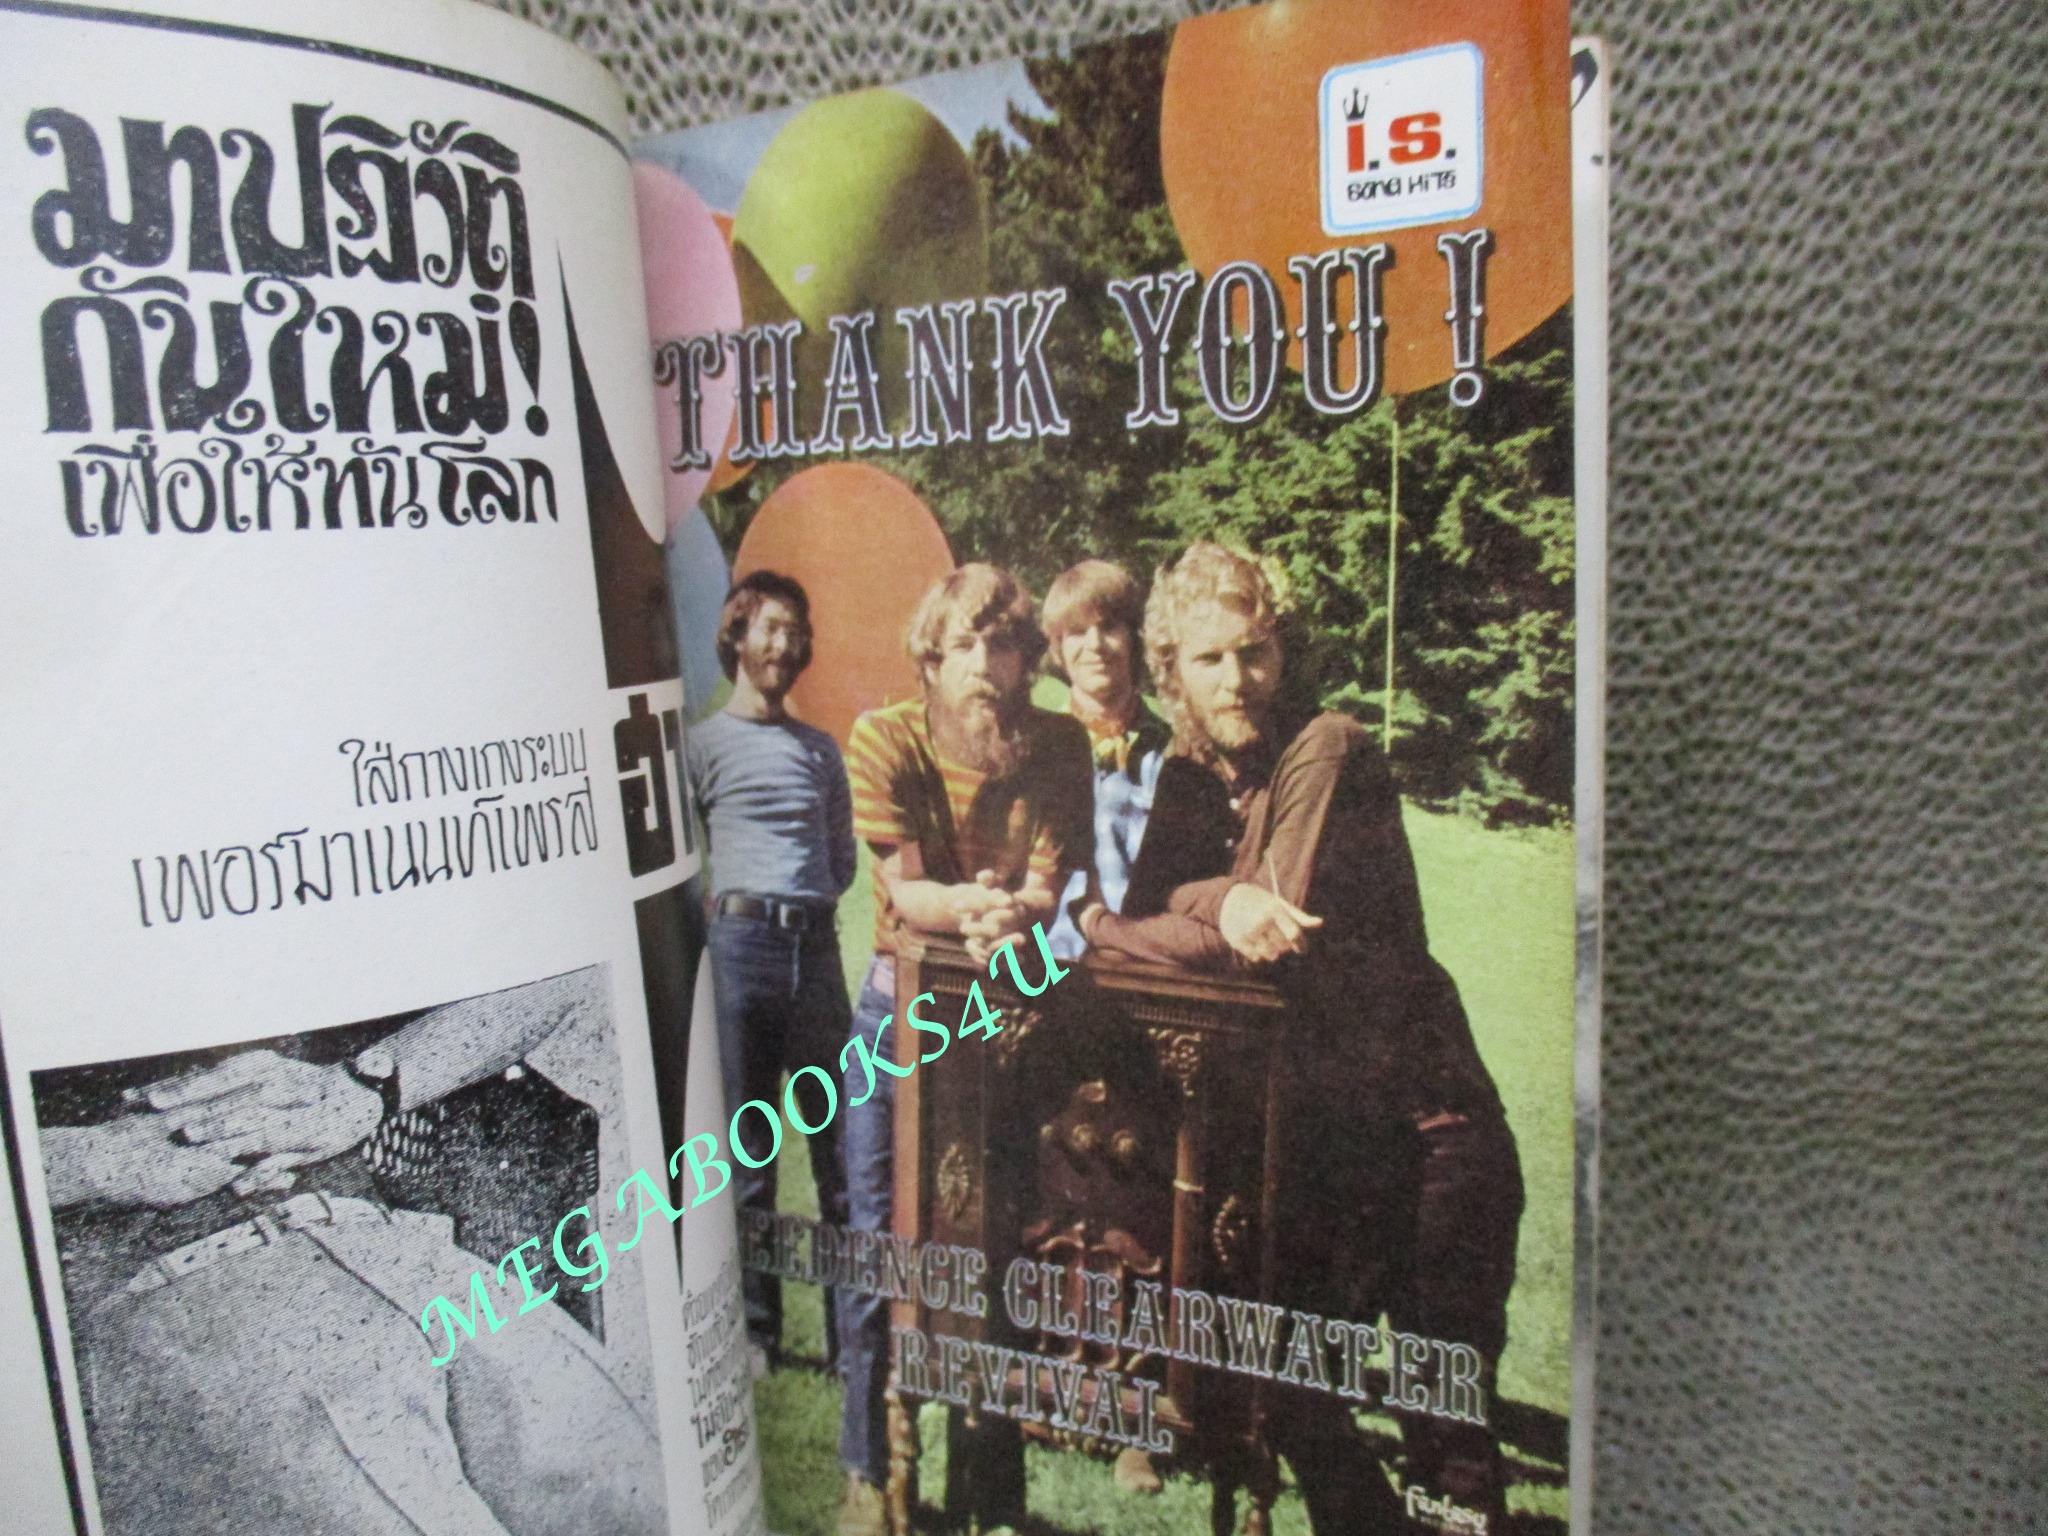 มาปฏิวัติ
กันใหม่!
เพื่อให้ทันโลก
ใส่กางเกงระบบ
เพอร์มาเนนท์เพรส
i.S.
SONG HiTS
THANK YOU !
EEDENCE CLEARWATER
REVIVAL
Fantasy
MEGABOOKS4U